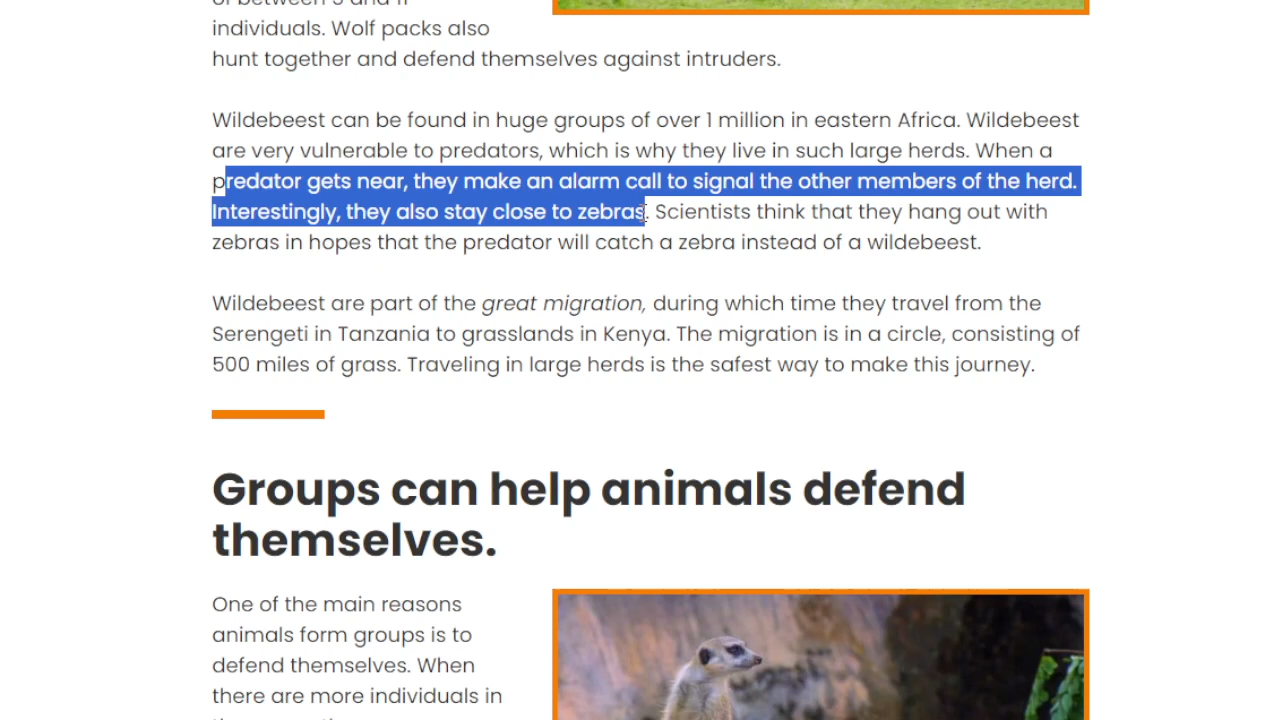 individuals. Wolf packs also
hunt together and defend themselves against intruders.
Wildebeest can be found in huge groups of over 1 million in eastern Africa. Wildebeest
are very vulnerable to predators, which is why they live in such large herds. When a
predator gets near, they make an alarm call to signal the other members of the herd.
Interestingly, they also stay close to zebras. Scientists think that they hang out with
zebras in hopes that the predator will catch a zebra instead of a wildebeest.
Wildebeest are part of the great migration, during which time they travel from the
Serengeti in Tanzania to grasslands in Kenya. The migration is in a circle, consisting of
500 miles of grass. Traveling in large herds is the safest way to make this journey.
Groups can help animals defend
themselves.
One of the main reasons
animals form groups is to
defend themselves. When
there are more individuals in